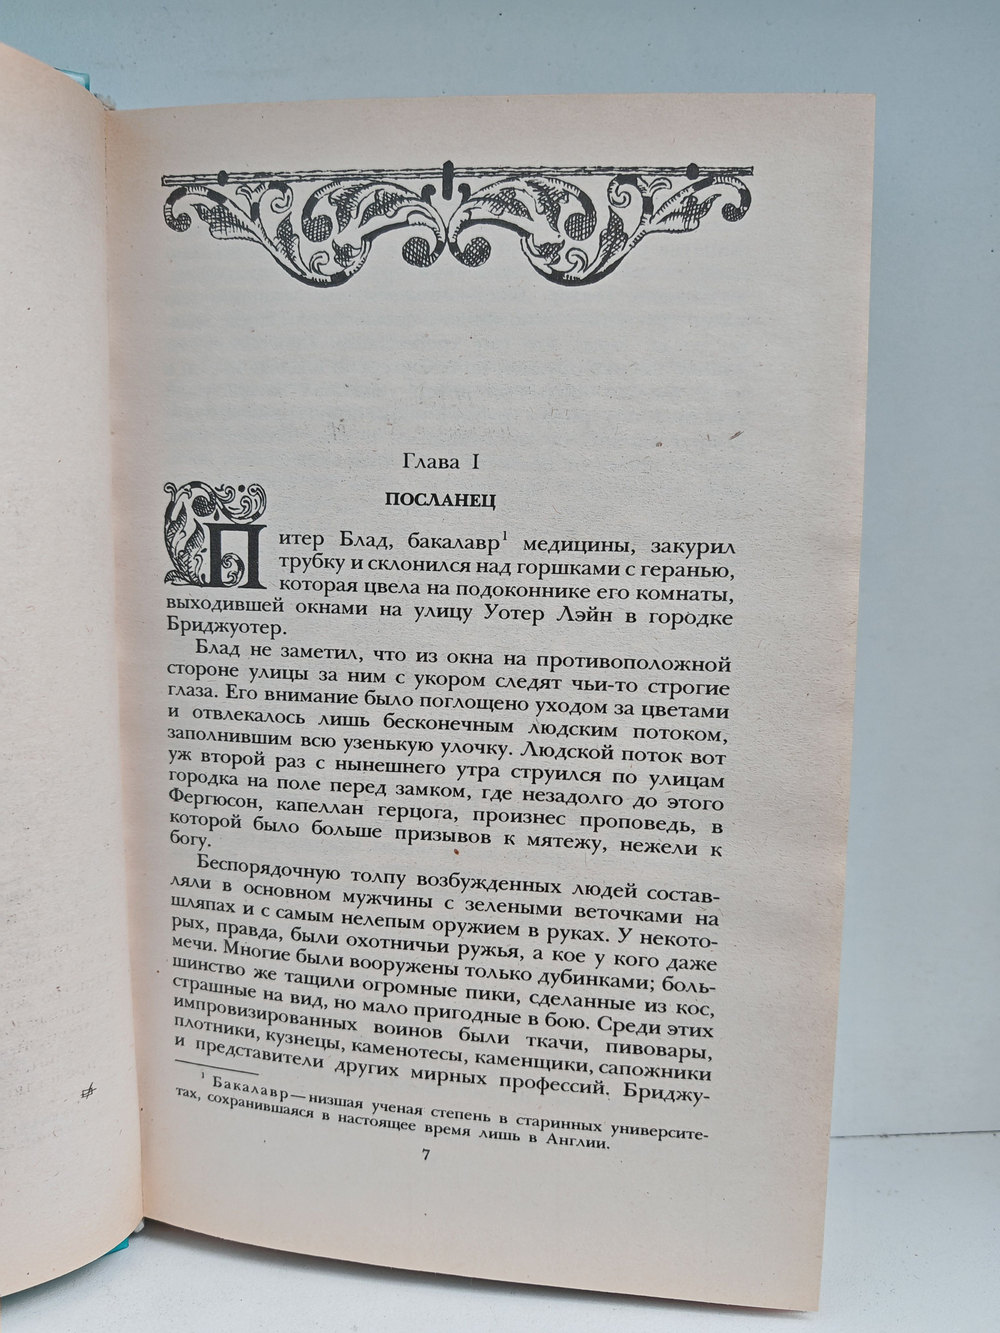 Глава I
ПОСЛАНЕЦ
Питер Блад, бакалавр¹ медицины, закурил
трубку и склонился над горшками с геранью,
которая цвела на подоконнике его комнаты,
выходившей окнами на улицу Уотер Лэйн в городке
Бриджуотер.
Блад не заметил, что из окна на противоположной
стороне улицы за ним с укором следят чьи-то строгие
глаза. Его внимание было поглощено уходом за цветами
и отвлекалось лишь бесконечным людским потоком,
заполнившим всю узенькую улочку. Людской поток вот
уж второй раз с нынешнего утра струился по улицам
городка на поле перед замком, где незадолго до этого
Фергюсон, капеллан герцога, произнес проповедь, в
которой было больше призывов к мятежу, нежели к
богу.
Беспорядочную толпу возбужденных людей состав-
ляли в основном мужчины с зелеными веточками на
шляпах и с самым нелепым оружием в руках. У некото-
рых, правда, были охотничьи ружья, а кое у кого даже
мечи. Многие были вооружены только дубинками; боль-
шинство же тащили огромные пики, сделанные из кос,
страшные на вид, но мало пригодные в бою. Среди этих
импровизированных воинов были ткачи, пивовары,
плотники, кузнецы, каменотесы, каменщики, сапожники
и представители других мирных профессий. Бриджу-
¹ Бакалавр — низшая ученая степень в старинных университе-
тах, сохранившаяся в настоящее время лишь в Англии.
7